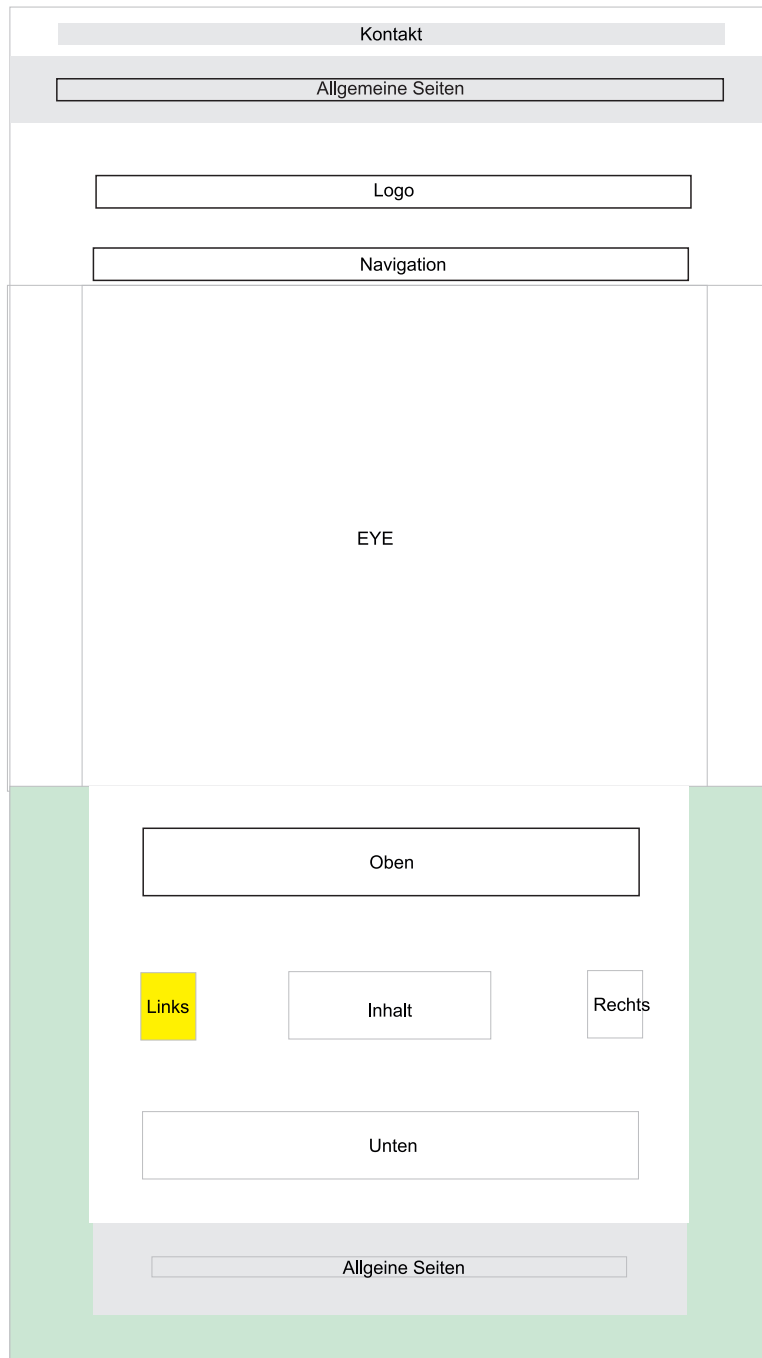 Kontakt
Allgemeine Seiten
Logo
Navigation
EYE
Oben
Links
Inhalt
Rechts
Unten
Allgeine Seiten